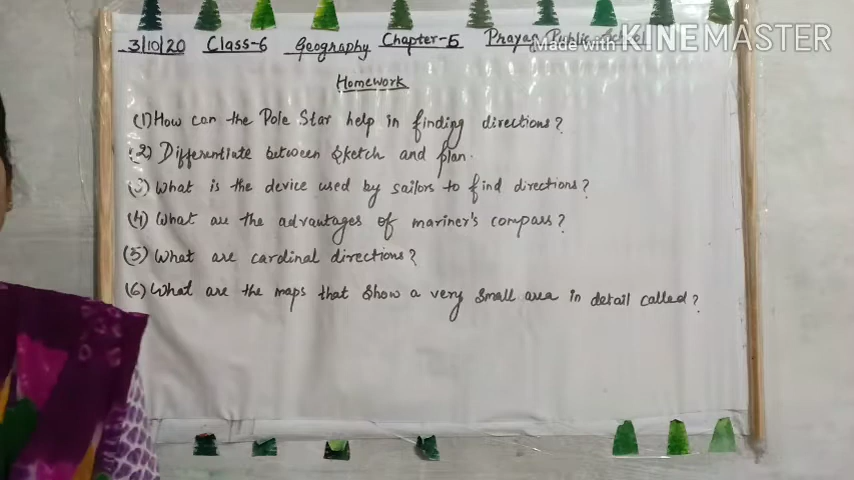 3/10/20 Class-6 Geography Chapter-5 Prayas Public School
Made with KINEMASTER
Homework
(1) How can the Pole Star help in finding directions?
(2) Differentiate between sketch and plan.
(3) What is the device used by sailors to find directions?
(4) What are the advantages of mariner's compass?
(5) What are cardinal directions?
(6) What are the maps that show a very small area in detail called?